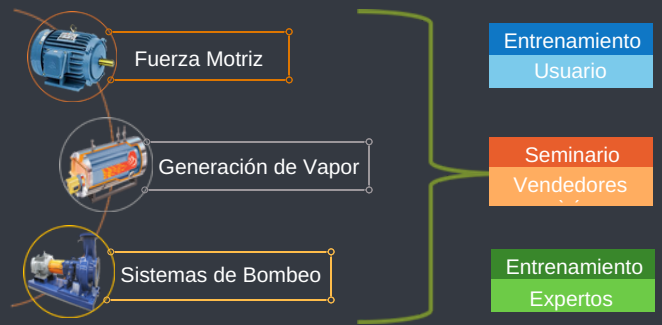 Fuerza Motriz
Generación de Vapor
Sistemas de Bombeo
Entrenamiento
Usuario
Seminario
Vendedores
Entrenamiento
Expertos